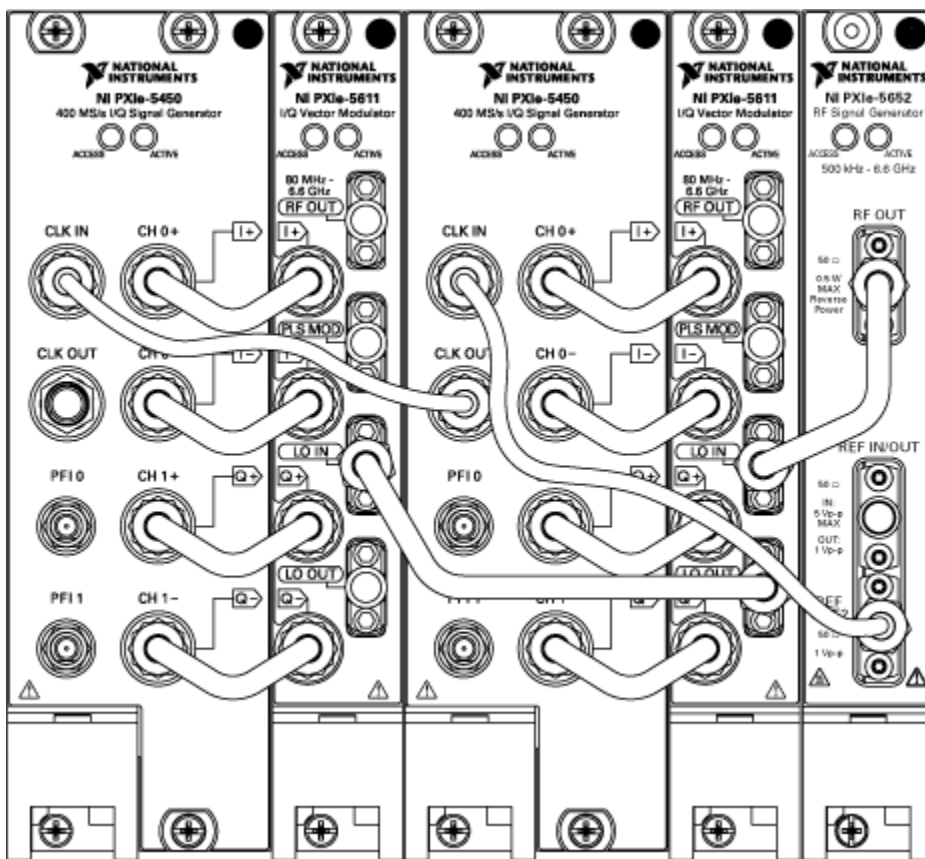 NATIONAL INSTRUMENTS
NI PXIe-5450
400 MS/s I/Q Signal Generator
ACCESS ACTIVE
CLK IN
CH 0+
I+
CLK OUT
CH 0
I-
PFI 0
CH 1+
Q+
PFI 1
CH 1-
Q-
NATIONAL INSTRUMENTS
NI PXIe-5611
I/Q Vector Modulator
ACCESS ACTIVE
80 MHz -
6.6 GHz
RF OUT
I+
PLS MOD
I-
LO IN
Q+
LO OUT
Q-
NATIONAL INSTRUMENTS
NI PXIe-5450
400 MS/s I/Q Signal Generator
ACCESS ACTIVE
CLK IN
CH 0+
I+
CLK OUT
CH 0-
I-
PFI 0
Q+
CH 1
Q-
NATIONAL INSTRUMENTS
NI PXIe-5611
I/Q Vector Modulator
ACCESS ACTIVE
80 MHz -
6.6 GHz
RF OUT
I+
PLS MOD
I-
LO IN
Q+
LO OUT
Q-
NATIONAL INSTRUMENTS
NI PXIe-5652
RF Signal Generator
ACCESS ACTIVE
500 kHz - 6.6 GHz
RF OUT
50 Ω
0.5 W
MAX
Reverse
Power
REF IN/OUT
50 Ω
IN:
5 Vp-p
MAX
OUT:
1 Vp-p
REF
50 Ω
1 Vp-p